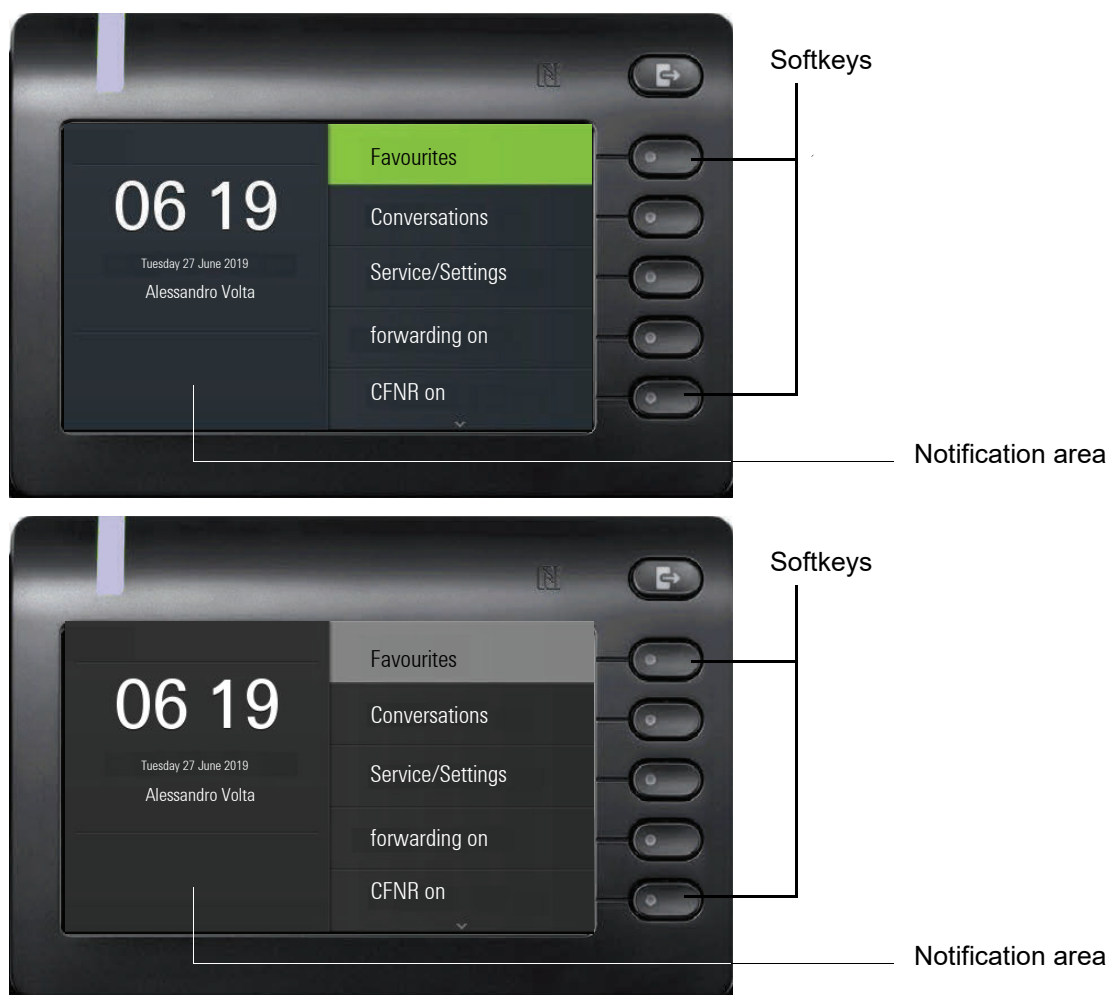 Softkeys
Favourites
06 19
Conversations
Tuesday 27 June 2019
Service/Settings
Alessandro Volta
forwarding on
CFNR on
Notification area
Softkeys
Favourites
06 19
Conversations
Tuesday 27 June 2019
Service/Settings
Alessandro Volta
forwarding on
CFNR on
Notification area